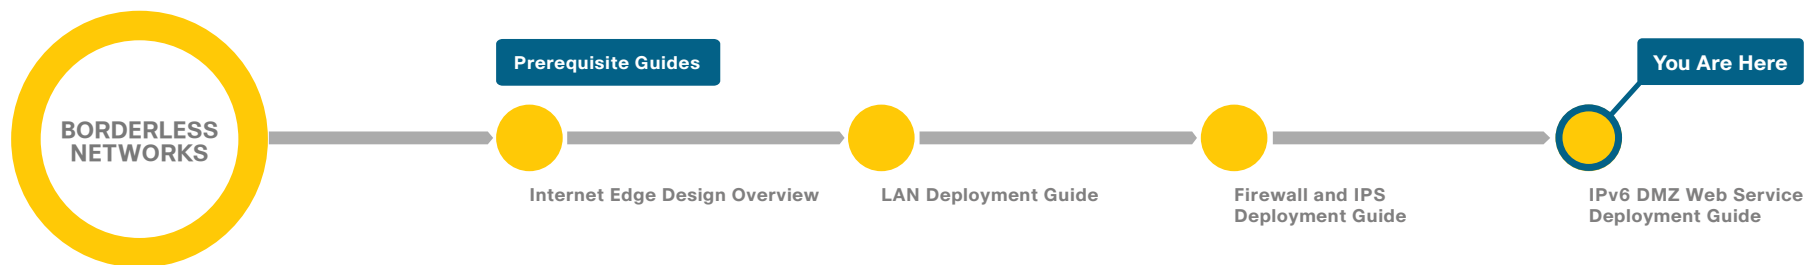 BORDERLESS
NETWORKS
Prerequisite Guides
You Are Here
Internet Edge Design Overview
LAN Deployment Guide
Firewall and IPS
Deployment Guide
IPv6 DMZ Web Service
Deployment Guide